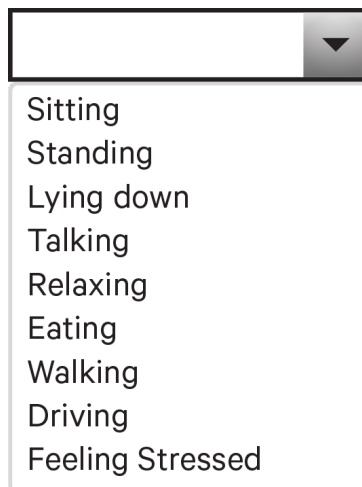 Sitting
Standing
Lying down
Talking
Relaxing
Eating
Walking
Driving
Feeling Stressed